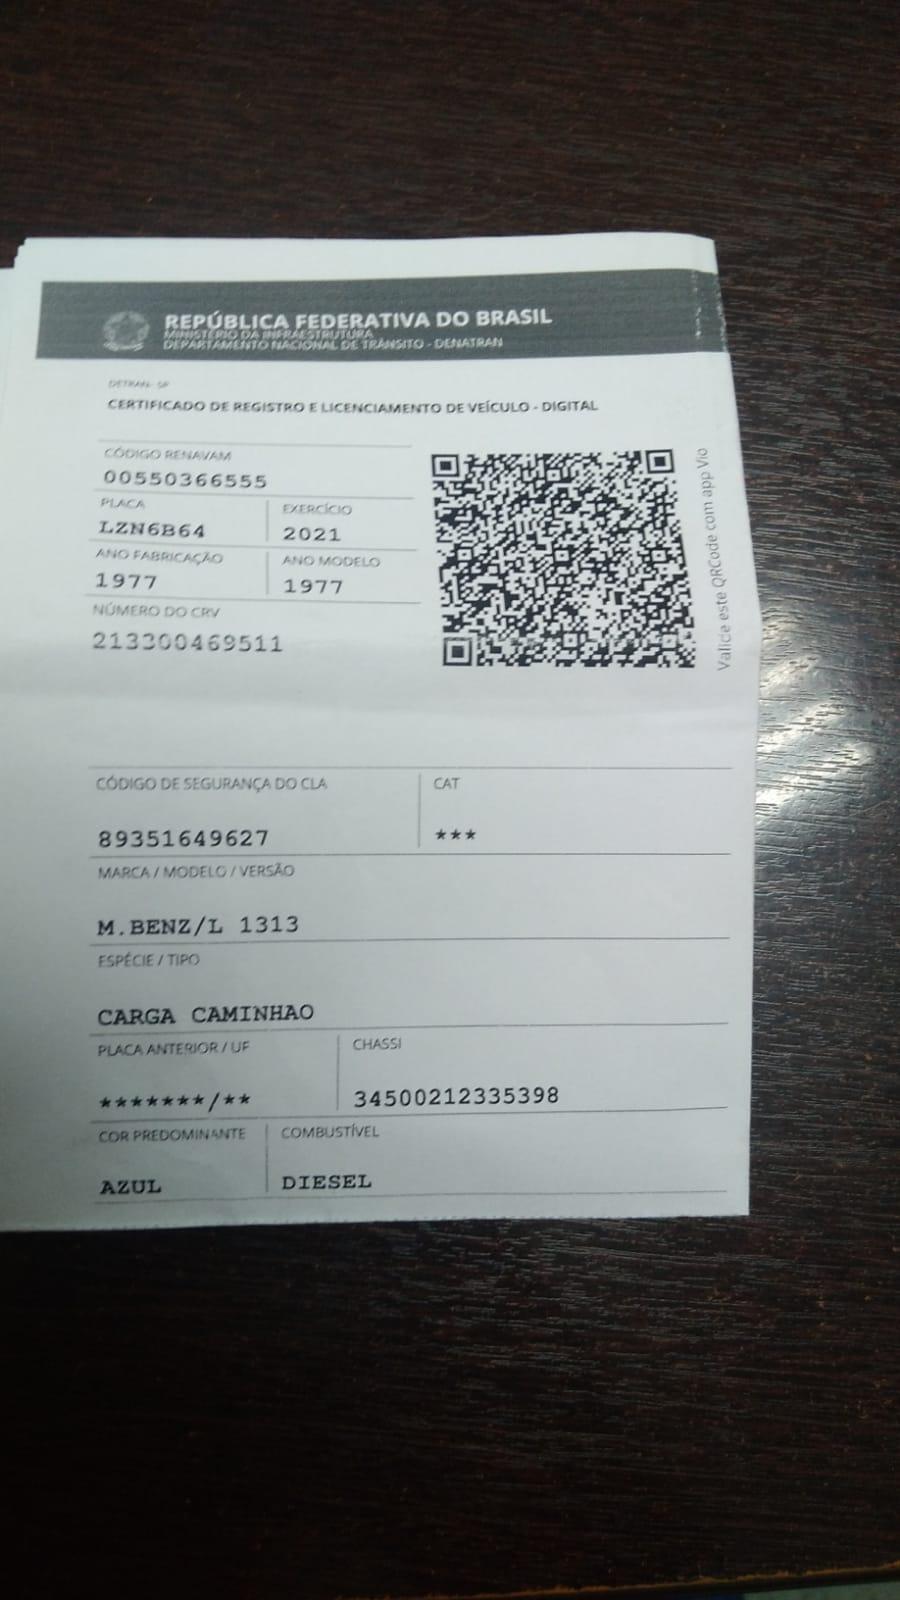 REPÚBLICA FEDERATIVA DO BRASIL
MINISTÉRIO DA INFRAESTRUTURA
DEPARTAMENTO NACIONAL DE TRÂNSITO - DENATRAN
DETRAN- SP
CERTIFICADO DE REGISTRO E LICENCIAMENTO DE VEÍCULO - DIGITAL
CÓDIGO RENAVAM
00550366555
PLACA EXERCÍCIO
LZN6B64 2021
ANO FABRICAÇÃO ANO MODELO
1977 1977
NÚMERO DO CRV
213300469511
Valide este QRCode com app Vio
CÓDIGO DE SEGURANÇA DO CLA CAT
89351649627 ***
MARCA / MODELO / VERSÃO
M.BENZ/L 1313
ESPÉCIE / TIPO
CARGA CAMINHAO
PLACA ANTERIOR / UF CHASSI
*******/** 34500212335398
COR PREDOMINANTE COMBUSTÍVEL
AZUL DIESEL